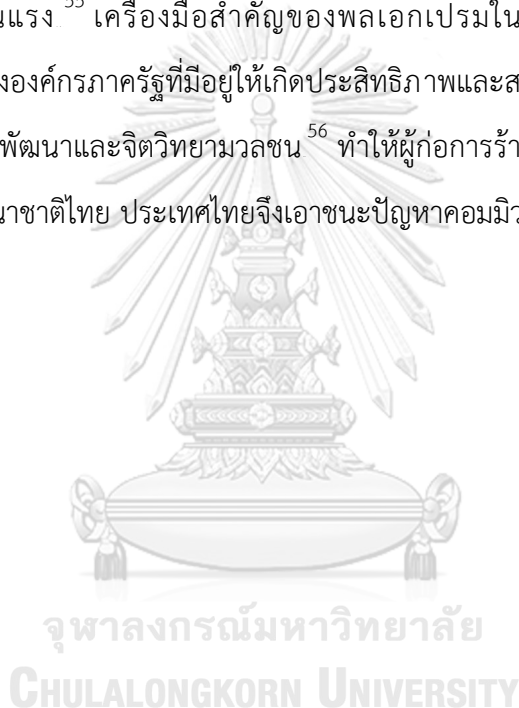 นแรง 55 เครื่องมือสำคัญของพลเอกเปรมใน
งองค์กรภาครัฐที่มีอยู่ให้เกิดประสิทธิภาพและส
พัฒนาและจิตวิทยามวลชน 56 ทำให้ผู้ก่อการร้า
นาชาติไทย ประเทศไทยจึงเอาชนะปัญหาคอมมิว
จุฬาลงกรณ์มหาวิทยาลัย
CHULALONGKORN UNIVERSITY